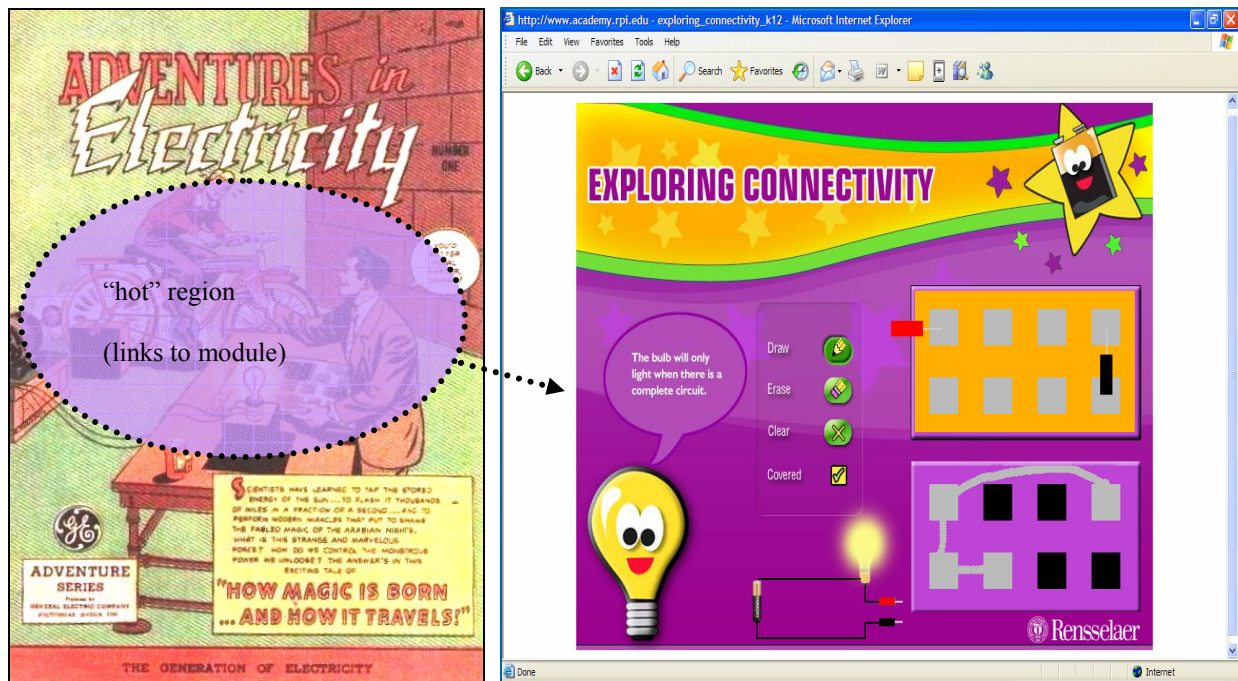 ADVENTURES in
Electricity
NUMBER
ONE
"hot" region
(links to module)
SCIENTISTS HAVE LEARNED TO TAP THE STORED
ENERGY OF THE SUN...TO FLASH IT THOUSANDS
OF MILES IN A FRACTION OF A SECOND...AND TO
PERFORM MODERN MIRACLES THAT PUT TO SHAME
THE FABLED MAGIC OF THE ARABIAN NIGHTS.
WHAT IS THIS STRANGE AND MARVELOUS
FORCE? HOW DO WE CONTROL THE MONSTROUS
POWER WE UNLOOSE? THE ANSWER'S IN THIS
EXCITING TALE OF
"HOW MAGIC IS BORN
...AND HOW IT TRAVELS!"
GE
ADVENTURE
SERIES
GENERAL ELECTRIC COMPANY
THE GENERATION OF ELECTRICITY
http://www.academy.rpi.edu - exploring_connectivity_k12 - Microsoft Internet Explorer
File Edit View Favorites Tools Help
Back Search Favorites
EXPLORING CONNECTIVITY
The bulb will only
light when there is a
complete circuit.
Draw
Erase
Clear
Covered
Rensselaer
Done Internet